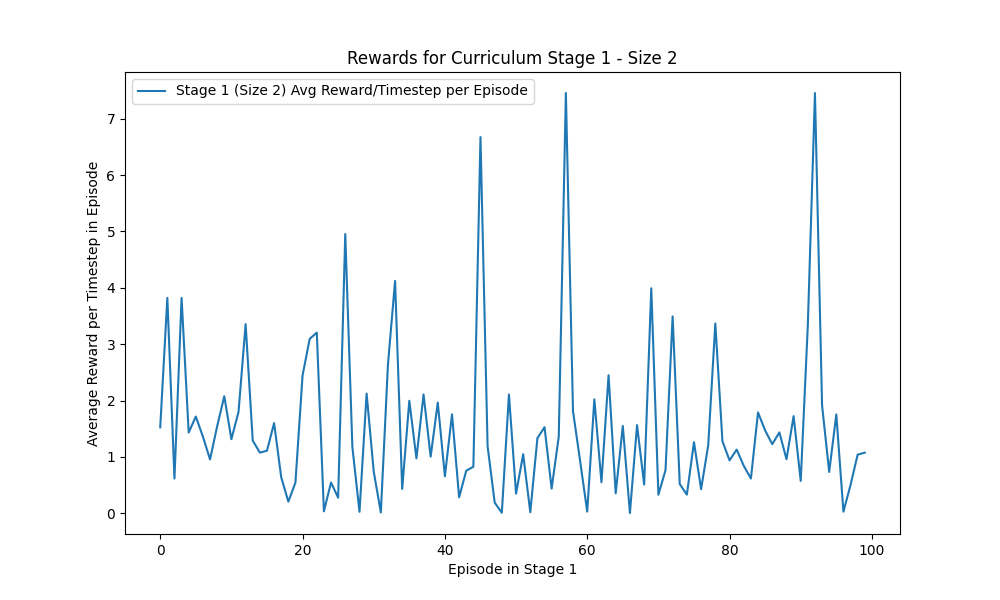 Rewards for Curriculum Stage 1 - Size 2
Stage 1 (Size 2) Avg Reward/Timestep per Episode
Average Reward per Timestep in Episode
7
6
5
4
3
2
1
0
0 20 40 60 80 100
Episode in Stage 1